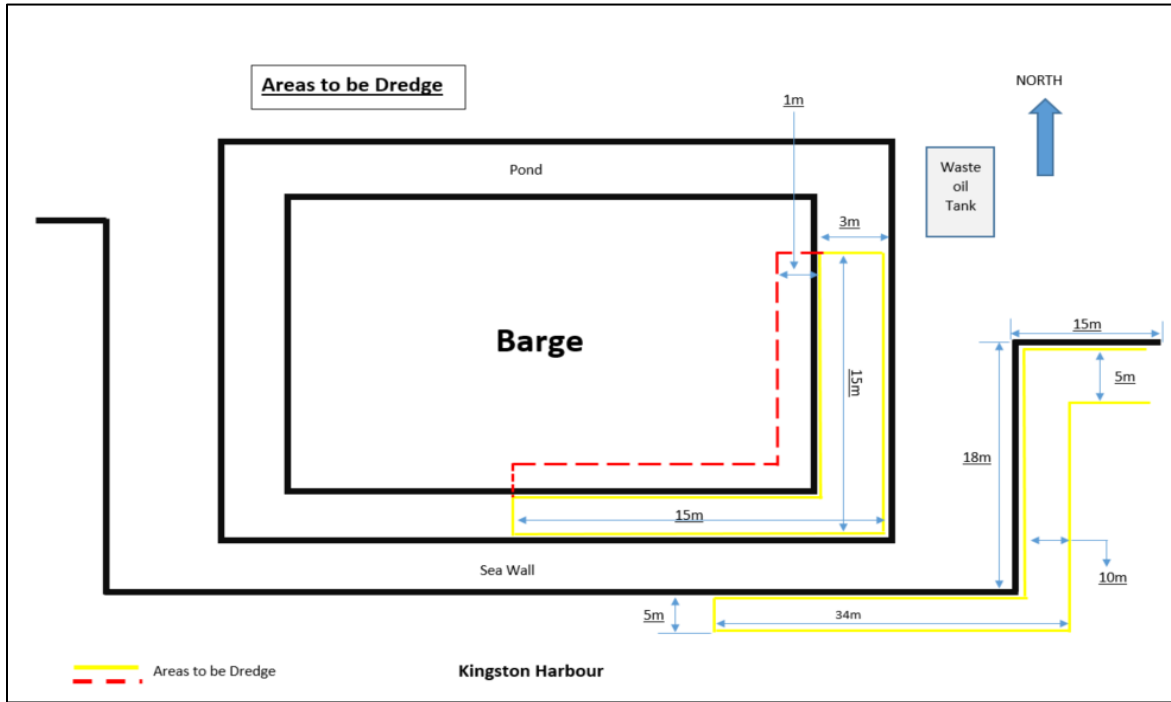 Areas to be Dredge
NORTH
1m
Pond
Waste
oil
Tank
3m
Barge
15m
15m
5m
18m
15m
Sea Wall
10m
5m
34m
Areas to be Dredge
Kingston Harbour